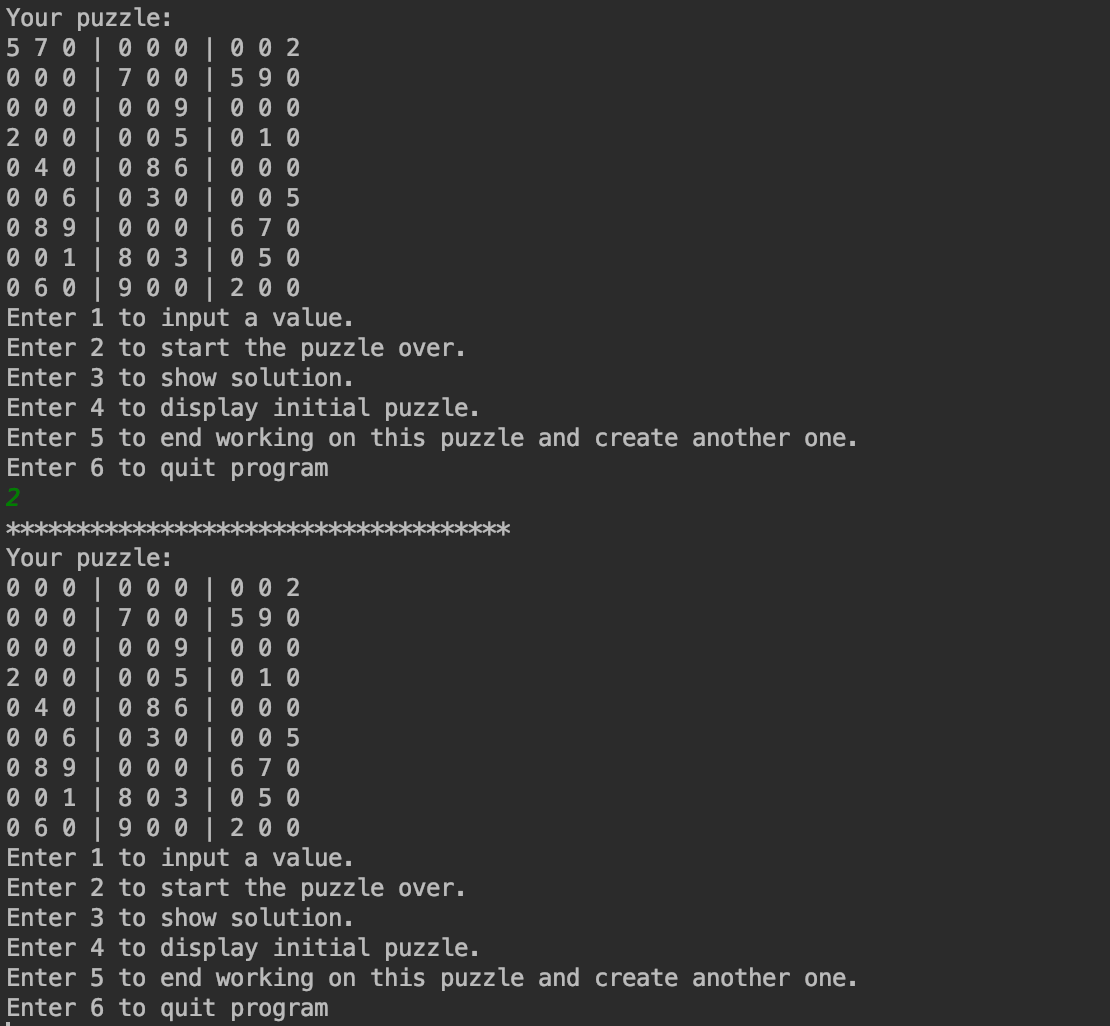 Your puzzle:
5 7 0 | 0 0 0 | 0 0 2
0 0 0 | 7 0 0 | 5 9 0
0 0 0 | 0 0 9 | 0 0 0
2 0 0 | 0 0 5 | 0 1 0
0 4 0 | 0 8 6 | 0 0 0
0 0 6 | 0 3 0 | 0 0 5
0 8 9 | 0 0 0 | 6 7 0
0 0 1 | 8 0 3 | 0 5 0
0 6 0 | 9 0 0 | 2 0 0
Enter 1 to input a value.
Enter 2 to start the puzzle over.
Enter 3 to show solution.
Enter 4 to display initial puzzle.
Enter 5 to end working on this puzzle and create another one.
Enter 6 to quit program
2
************************************
Your puzzle:
0 0 0 | 0 0 0 | 0 0 2
0 0 0 | 7 0 0 | 5 9 0
0 0 0 | 0 0 9 | 0 0 0
2 0 0 | 0 0 5 | 0 1 0
0 4 0 | 0 8 6 | 0 0 0
0 0 6 | 0 3 0 | 0 0 5
0 8 9 | 0 0 0 | 6 7 0
0 0 1 | 8 0 3 | 0 5 0
0 6 0 | 9 0 0 | 2 0 0
Enter 1 to input a value.
Enter 2 to start the puzzle over.
Enter 3 to show solution.
Enter 4 to display initial puzzle.
Enter 5 to end working on this puzzle and create another one.
Enter 6 to quit program